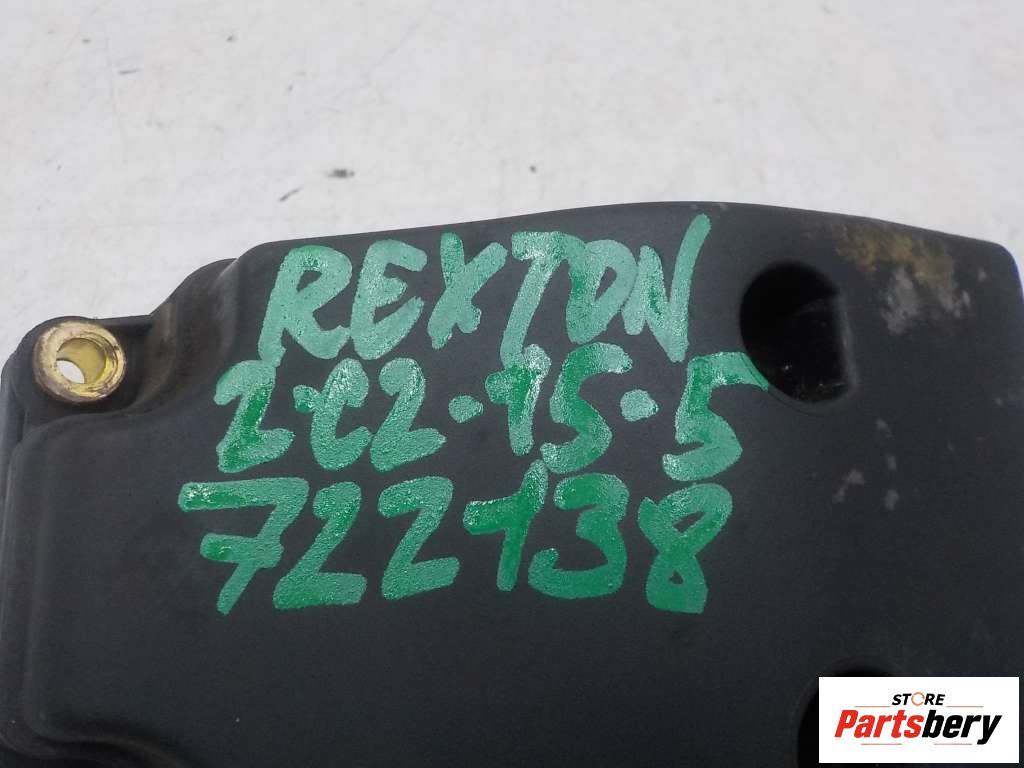 REXTON
2·C2·15·5
722138
STORE
Partsbery